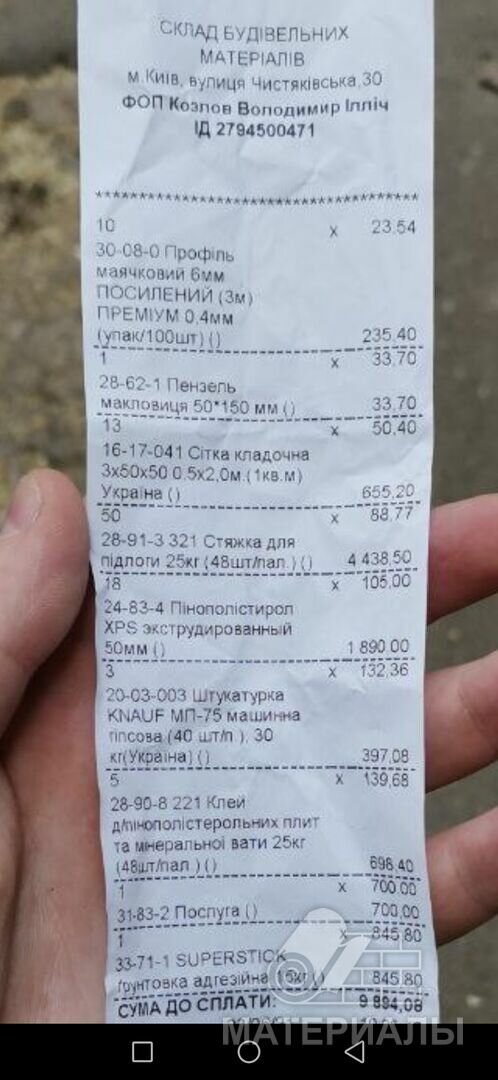 СКЛАД БУДІВЕЛЬНИХ
МАТЕРІАЛІВ
м.Київ, вулиця Чистяківська,30
ФОП Козлов Володимир Ілліч
ІД 2794500471
******************************************
10 x 23,54
30-08-0 Профіль
маячковий 6мм
ПОСИЛЕНИЙ (3м)
ПРЕМІУМ 0,4мм
(упак/100шт) () 235,40
1 x 33,70
28-62-1 Пензель
макловиця 50*150 мм () 33,70
13 x 50,40
16-17-041 Сітка кладочна
3х50х50 0,5х2,0м.(1кв.м)
Україна () 655,20
50 x 88,77
28-91-3 321 Стяжка для
підлоги 25кг (48шт/пал.) () 4 438,50
18 x 105,00
24-83-4 Пінополістирол
XPS экструдированный
50мм () 1 890,00
3 x 132,36
20-03-003 Штукатурка
KNAUF МП-75 машинна
гіпсова (40 шт/п ), 30
кг(Україна) () 397,08
5 x 139,68
28-90-8 221 Клей
д/пінополістерольних плит
та мінеральної вати 25кг
(48шт/пал.) () 698,40
1 x 700,00
31-83-2 Послуга () 700,00
1 x 845,80
33-71-1 SUPERSTICK
ґрунтовка адгезійна 15кг () 845,80
СУМА ДО СПЛАТИ: 9 894,08
МАТЕРИАЛЫ